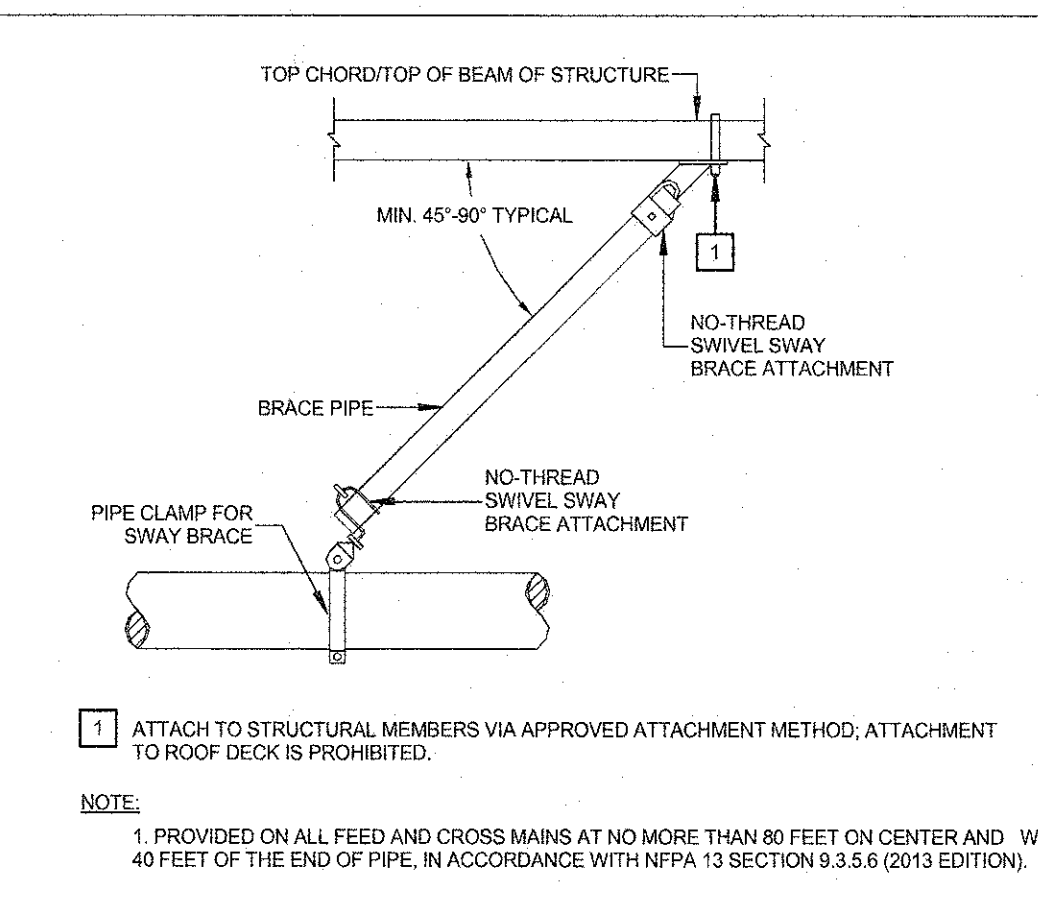 TOP CHORD/TOP OF BEAM OF STRUCTURE
MIN. 45°-90° TYPICAL
1
NO-THREAD
SWIVEL SWAY
BRACE ATTACHMENT
BRACE PIPE
NO-THREAD
SWIVEL SWAY
BRACE ATTACHMENT
PIPE CLAMP FOR
SWAY BRACE
1 ATTACH TO STRUCTURAL MEMBERS VIA APPROVED ATTACHMENT METHOD; ATTACHMENT
TO ROOF DECK IS PROHIBITED.
NOTE:
1. PROVIDED ON ALL FEED AND CROSS MAINS AT NO MORE THAN 80 FEET ON CENTER AND W
40 FEET OF THE END OF PIPE, IN ACCORDANCE WITH NFPA 13 SECTION 9.3.5.6 (2013 EDITION).